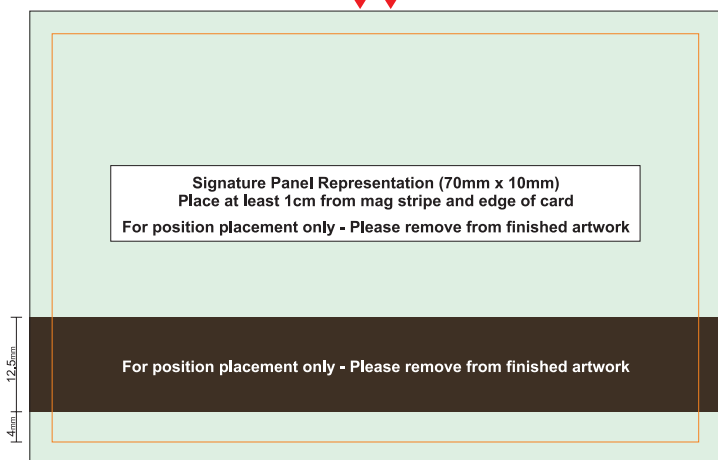 Signature Panel Representation (70mm x 10mm)
Place at least 1cm from mag stripe and edge of card
For position placement only - Please remove from finished artwork
For position placement only - Please remove from finished artwork
12.5mm
4mm